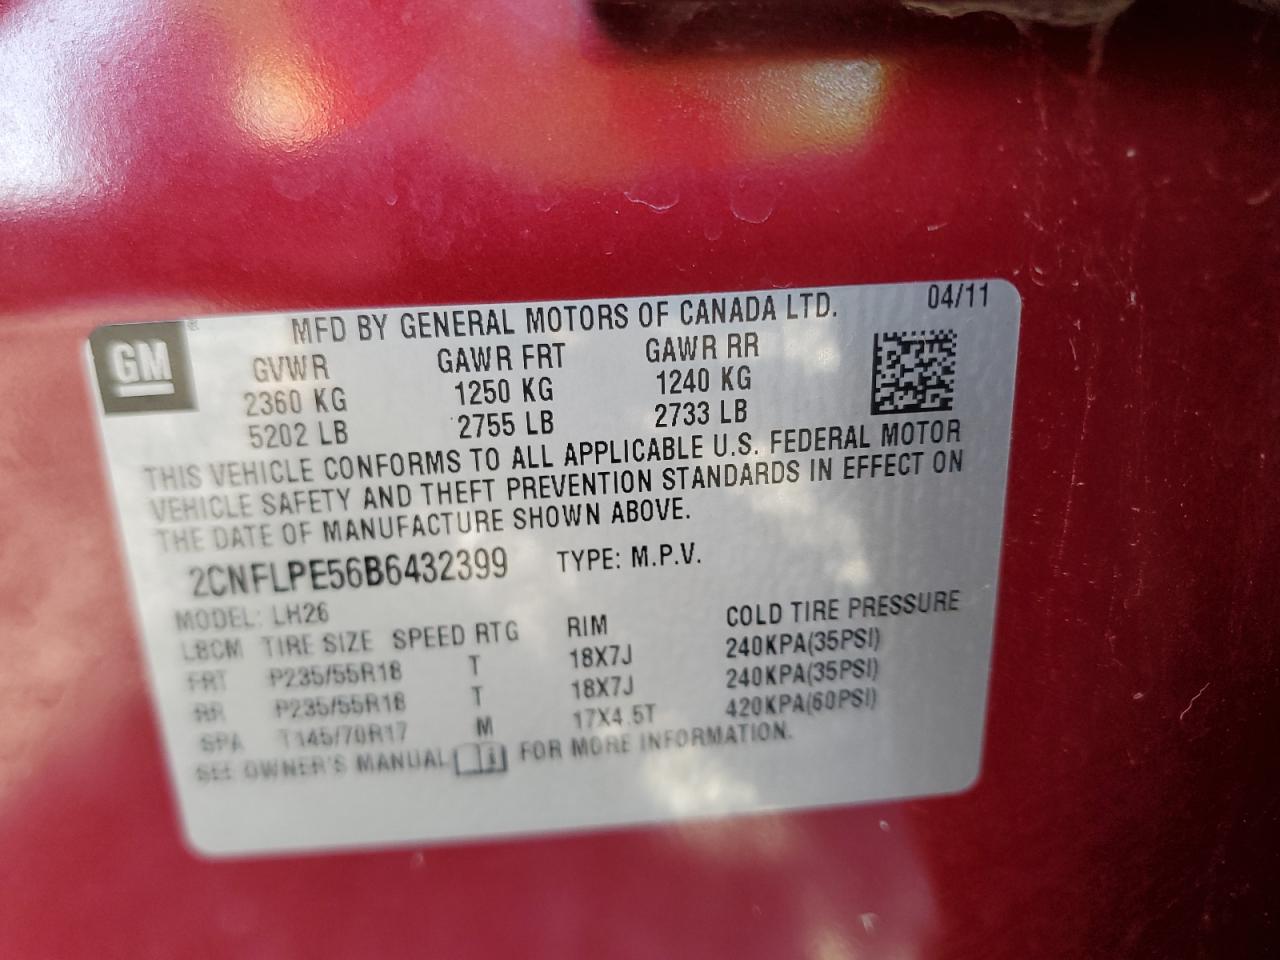 GM
MFD BY GENERAL MOTORS OF CANADA LTD. 04/11
GVWR GAWR FRT GAWR RR
2360 KG 1250 KG 1240 KG
5202 LB 2755 LB 2733 LB
THIS VEHICLE CONFORMS TO ALL APPLICABLE U.S. FEDERAL MOTOR
VEHICLE SAFETY AND THEFT PREVENTION STANDARDS IN EFFECT ON
THE DATE OF MANUFACTURE SHOWN ABOVE.
2CNFLPE56B6432399 TYPE: M.P.V.
MODEL: LH26
LBCM TIRE SIZE SPEED RTG RIM COLD TIRE PRESSURE
FRT P235/55R18 T 18X7J 240KPA(35PSI)
RR P235/55R18 T 18X7J 240KPA(35PSI)
SPA T145/70R17 M 17X4.5T 420KPA(60PSI)
SEE OWNER'S MANUAL FOR MORE INFORMATION.